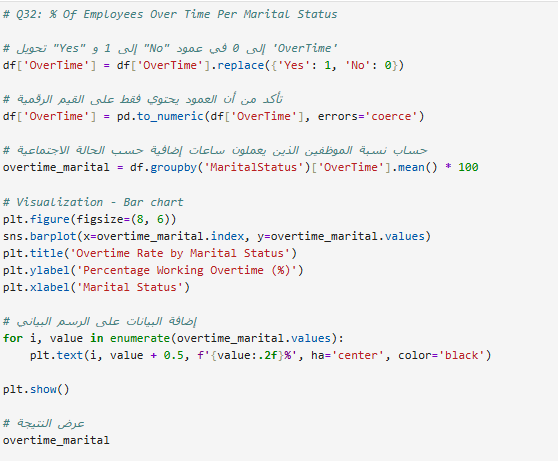 # Q32: % Of Employees Over Time Per Marital Status
# تحويل "Yes" إلى 1 و "No" إلى 0 في عمود 'OverTime'
df['OverTime'] = df['OverTime'].replace({'Yes': 1, 'No': 0})
# تأكد من أن العمود يحتوي فقط على القيم الرقمية
df['OverTime'] = pd.to_numeric(df['OverTime'], errors='coerce')
# حساب نسبة الموظفين الذين يعملون ساعات إضافية حسب الحالة الاجتماعية
overtime_marital = df.groupby('MaritalStatus')['OverTime'].mean() * 100
# Visualization - Bar chart
plt.figure(figsize=(8, 6))
sns.barplot(x=overtime_marital.index, y=overtime_marital.values)
plt.title('Overtime Rate by Marital Status')
plt.ylabel('Percentage Working Overtime (%)')
plt.xlabel('Marital Status')
# إضافة البيانات على الرسم البياني
for i, value in enumerate(overtime_marital.values):
    plt.text(i, value + 0.5, f'{value:.2f}%', ha='center', color='black')
plt.show()
# عرض النتيجة
overtime_marital